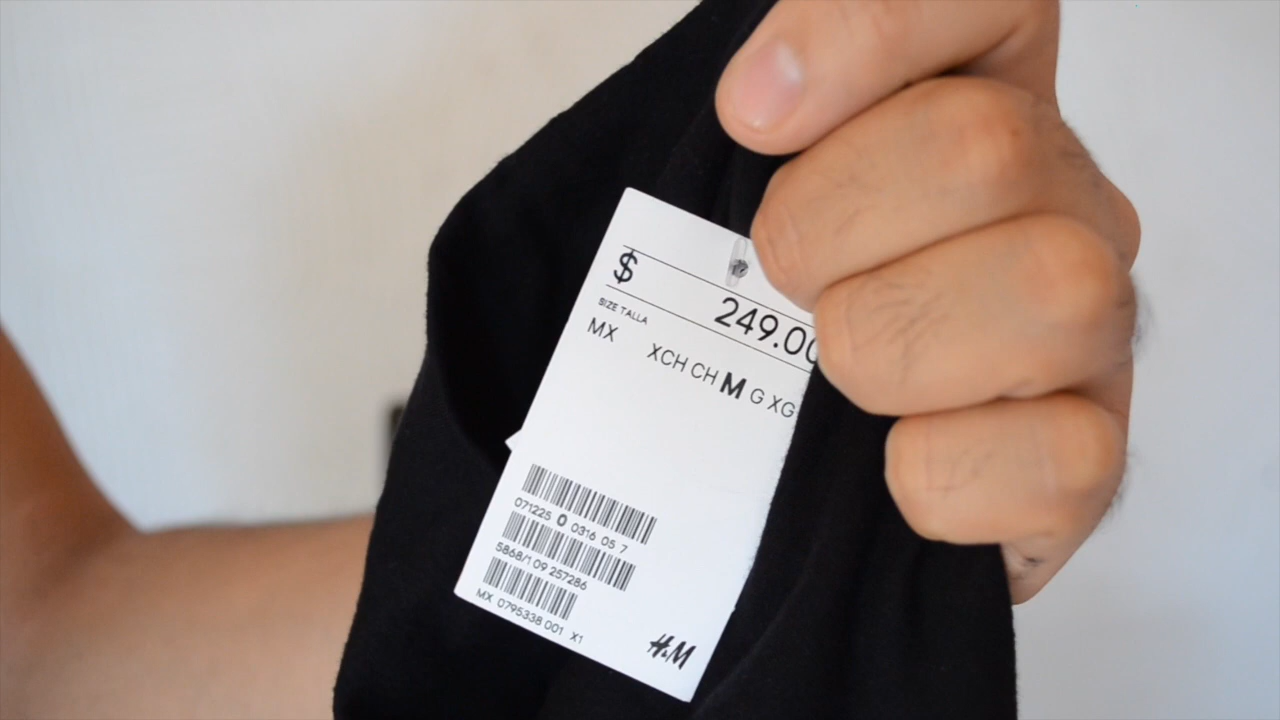 $ 249.00
SIZE TALLA
MX XCH CH M G XG
071225 0 0316 05 7
5868/1 09 257286
MX 0795338 001 X1
H&M